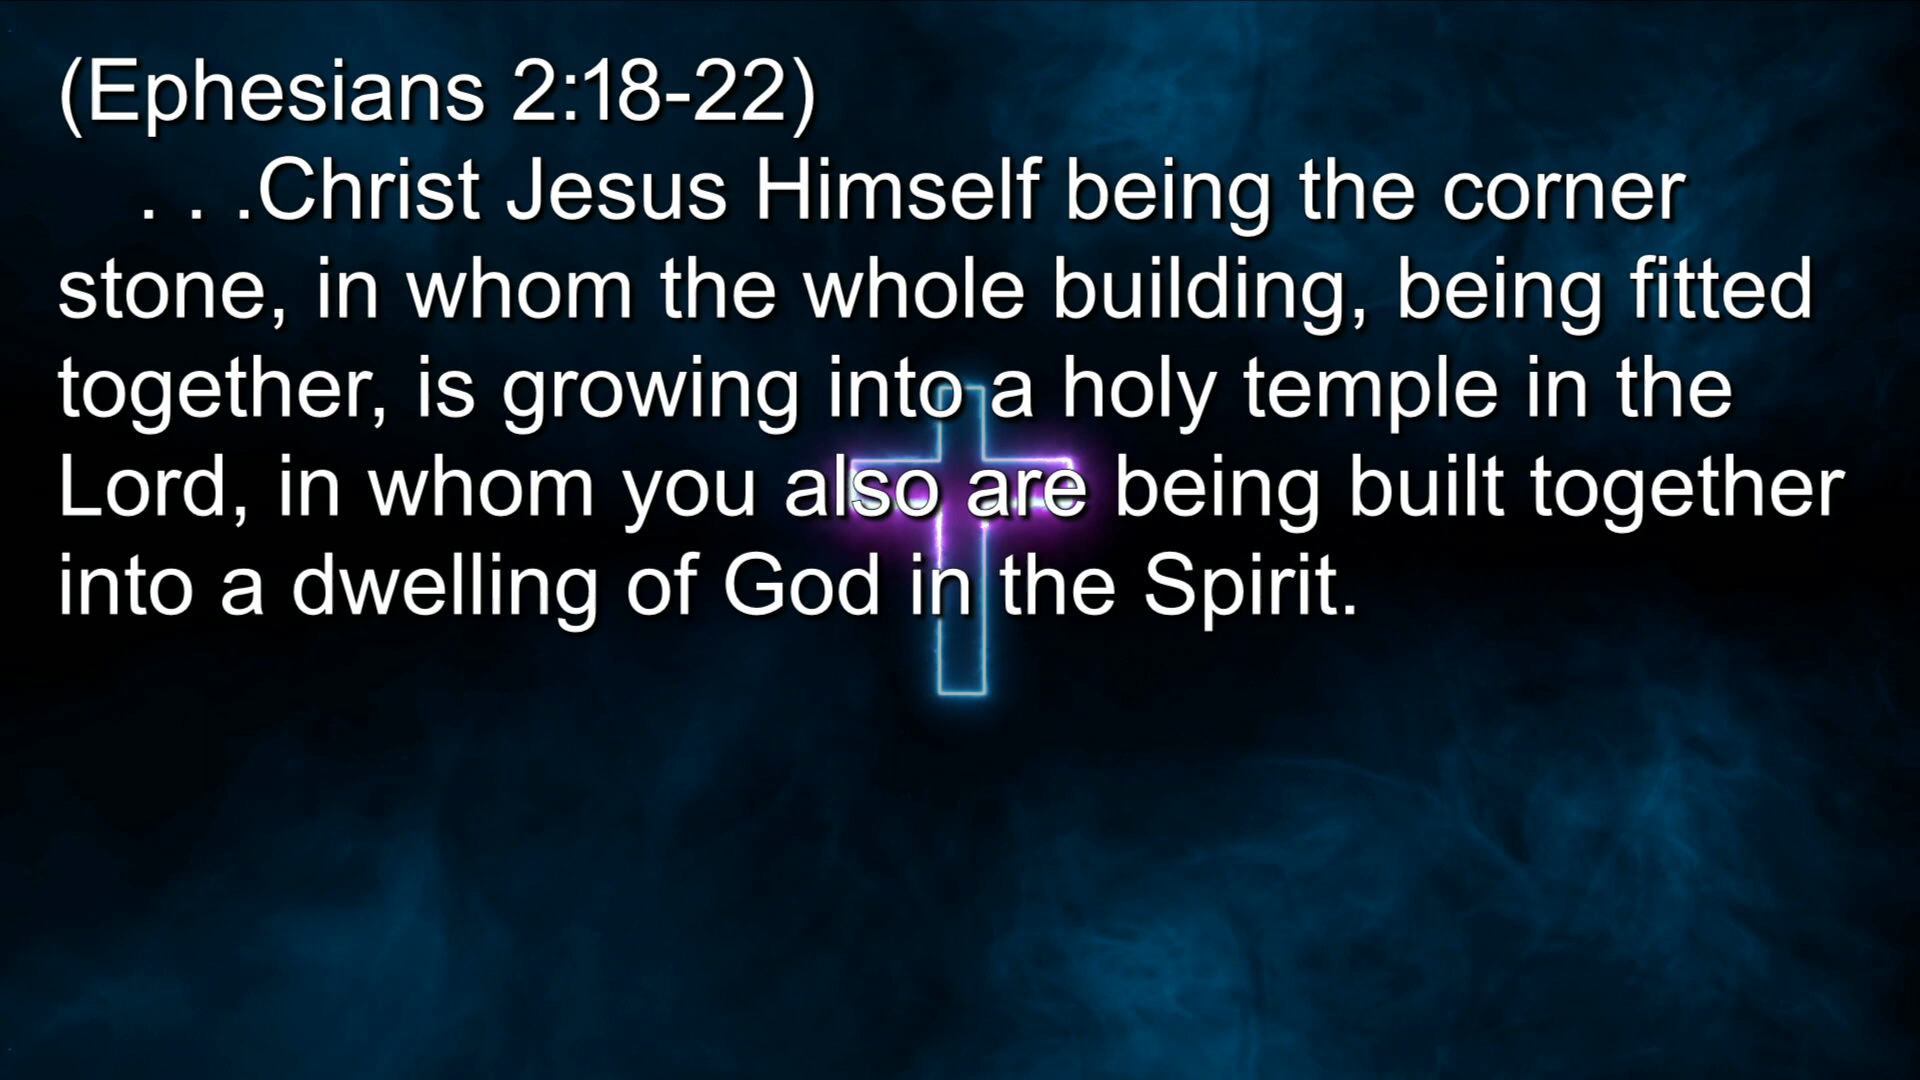 (Ephesians 2:18-22)
. . .Christ Jesus Himself being the corner
stone, in whom the whole building, being fitted
together, is growing into a holy temple in the
Lord, in whom you also are being built together
into a dwelling of God in the Spirit.